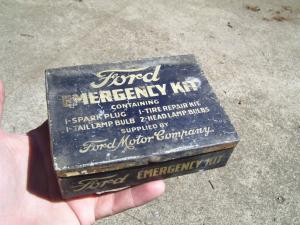 Ford
EMERGENCY KIT
CONTAINING
1-SPARK PLUG 1-TIRE REPAIR KIT
1-TAIL LAMP BULB 2-HEAD LAMP BULBS
SUPPLIED BY
Ford Motor Company
Ford EMERGENCY KIT